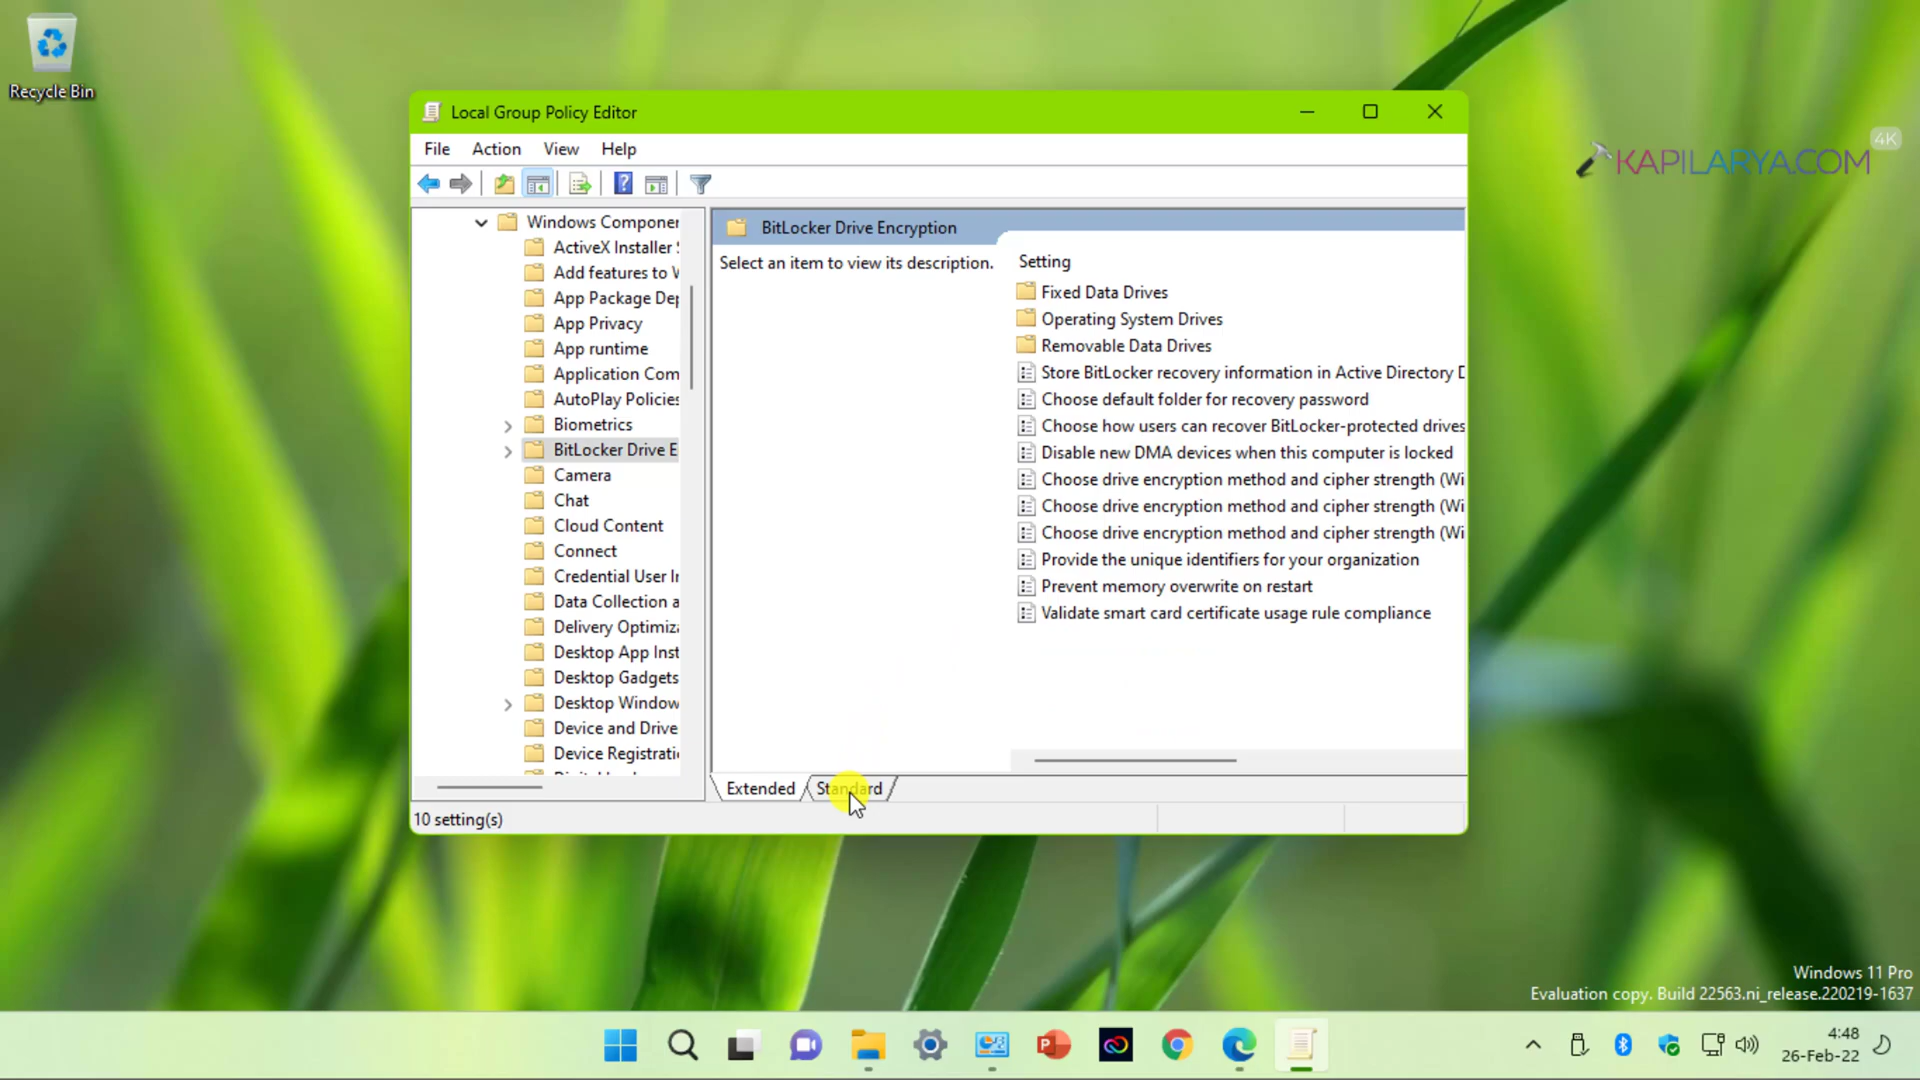 Recycle Bin
Local Group Policy Editor
File Action View Help
Windows Componer
ActiveX Installer
Add features to
App Package Dep
App Privacy
App runtime
Application Com
AutoPlay Policies
Biometrics
BitLocker Drive E
Camera
Chat
Cloud Content
Connect
Credential User Ir
Data Collection a
Delivery Optimiz
Desktop App Inst
Desktop Gadgets
Desktop Window
Device and Drive
Device Registrati
BitLocker Drive Encryption
Select an item to view its description.
Setting
Fixed Data Drives
Operating System Drives
Removable Data Drives
Store BitLocker recovery information in Active Directory D
Choose default folder for recovery password
Choose how users can recover BitLocker-protected drives
Disable new DMA devices when this computer is locked
Choose drive encryption method and cipher strength (Wi
Choose drive encryption method and cipher strength (Wi
Choose drive encryption method and cipher strength (Wi
Provide the unique identifiers for your organization
Prevent memory overwrite on restart
Validate smart card certificate usage rule compliance
Extended Standard
10 setting(s)
4K
KAPILARYA.COM
Windows 11 Pro
Evaluation copy. Build 22563.ni_release.220219-1637
4:48
26-Feb-22